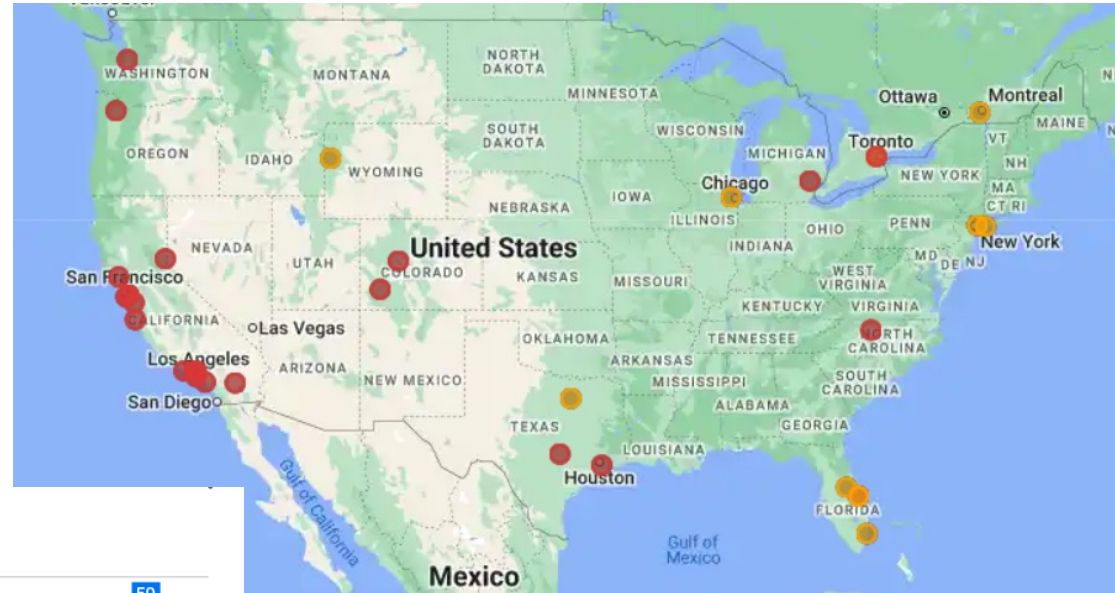 WASHINGTON
MONTANA
NORTH
DAKOTA
MINNESOTA
Ottawa
Montreal
MAINE
OREGON
IDAHO
WYOMING
SOUTH
DAKOTA
WISCONSIN
MICHIGAN
Toronto
VT
NH
NEW YORK
MA
CT RI
Chicago
IOWA
NEBRASKA
ILLINOIS
INDIANA
OHIO
PENN
New York
MD
DE
NJ
United States
NEVADA
UTAH
COLORADO
KANSAS
MISSOURI
WEST
VIRGINIA
KENTUCKY
VIRGINIA
San Francisco
CALIFORNIA
Las Vegas
OKLAHOMA
TENNESSEE
NORTH
CAROLINA
ARKANSAS
Los Angeles
ARIZONA
NEW MEXICO
MISSISSIPPI
SOUTH
CAROLINA
San Diego
ALABAMA
GEORGIA
TEXAS
LOUISIANA
Houston
FLORIDA
Gulf of
California
Gulf of
Mexico
Mexico